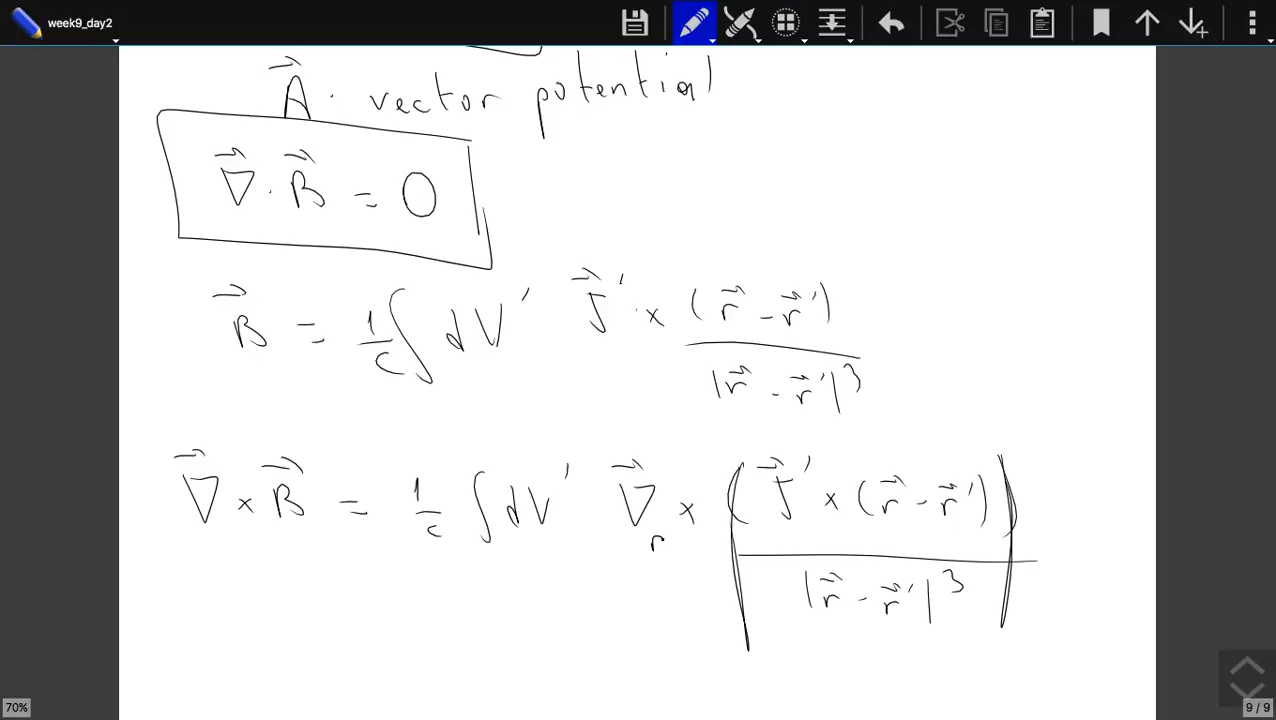 week9_day2
A⃗ · vector potential
∇⃗ · B⃗ = 0
B⃗ = 1/c ∫ dV' J⃗' × (r⃗ - r⃗') / |r⃗ - r⃗'|³
∇⃗ × B⃗ = 1/c ∫ dV' ∇⃗_r × ( J⃗' × (r⃗ - r⃗') / |r⃗ - r⃗'|³ )
70%
9 / 9